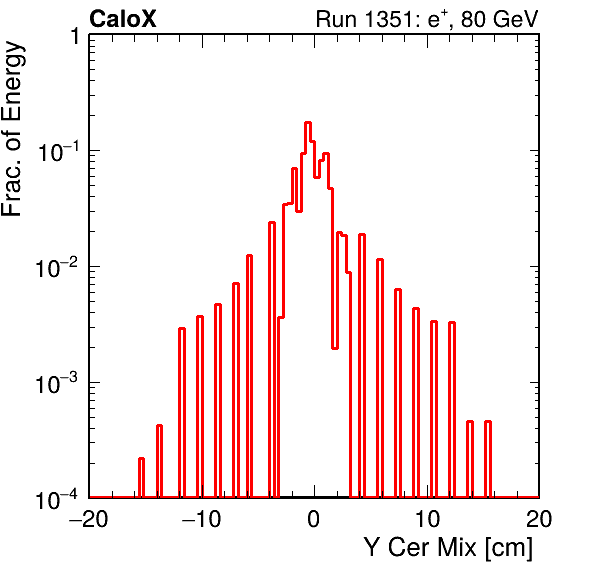 CaloX
Run 1351: e⁺, 80 GeV
Frac. of Energy
1
10⁻¹
10⁻²
10⁻³
10⁻⁴
−20
−10
0
10
20
Y Cer Mix [cm]